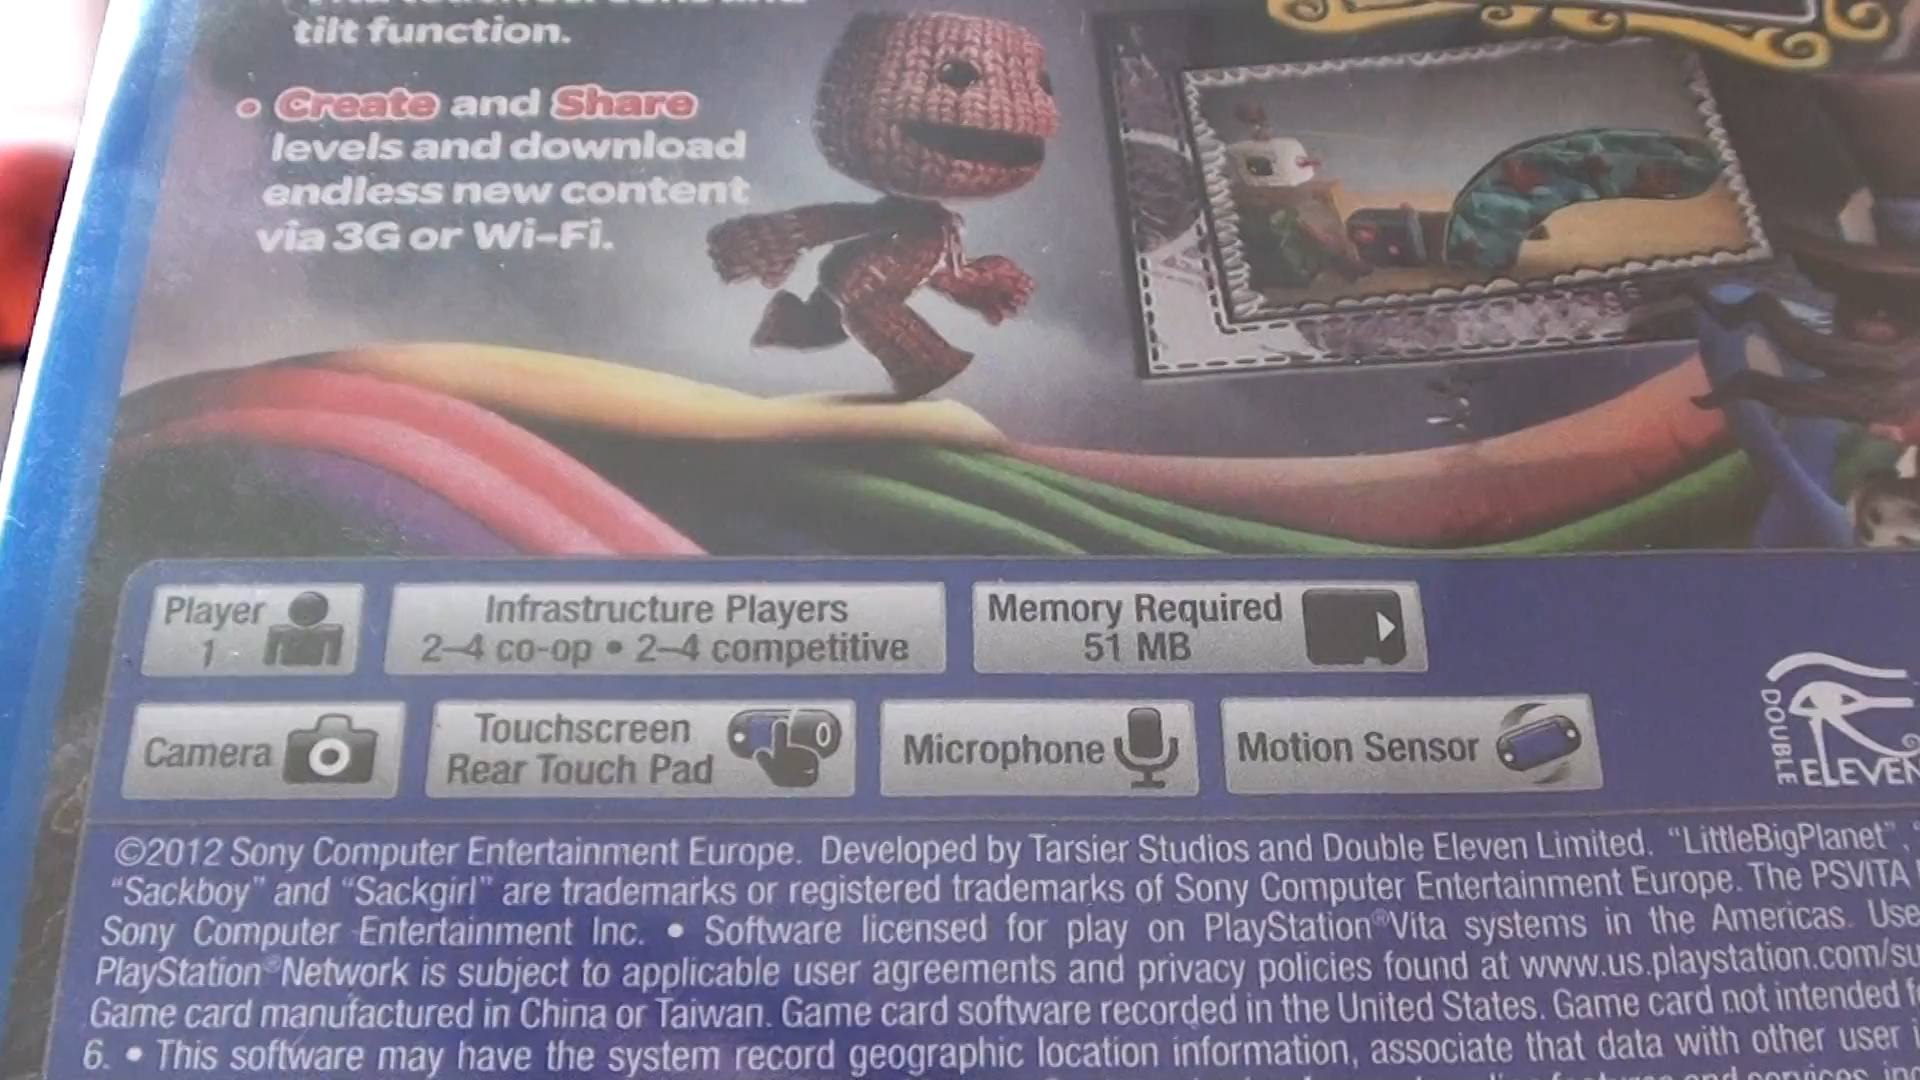 tilt function.
• Create and Share
levels and download
endless new content
via 3G or Wi-Fi.
Player
1
Infrastructure Players
2–4 co-op • 2–4 competitive
Memory Required
51 MB
Camera
Touchscreen
Rear Touch Pad
Microphone
Motion Sensor
DOUBLE
ELEVEN
©2012 Sony Computer Entertainment Europe. Developed by Tarsier Studios and Double Eleven Limited. “LittleBigPlanet”,
“Sackboy” and “Sackgirl” are trademarks or registered trademarks of Sony Computer Entertainment Europe. The PSVITA
Sony Computer Entertainment Inc. • Software licensed for play on PlayStation®Vita systems in the Americas. Use
PlayStation®Network is subject to applicable user agreements and privacy policies found at www.us.playstation.com/su
Game card manufactured in China or Taiwan. Game card software recorded in the United States. Game card not intended
6. • This software may have the system record geographic location information, associate that data with other user